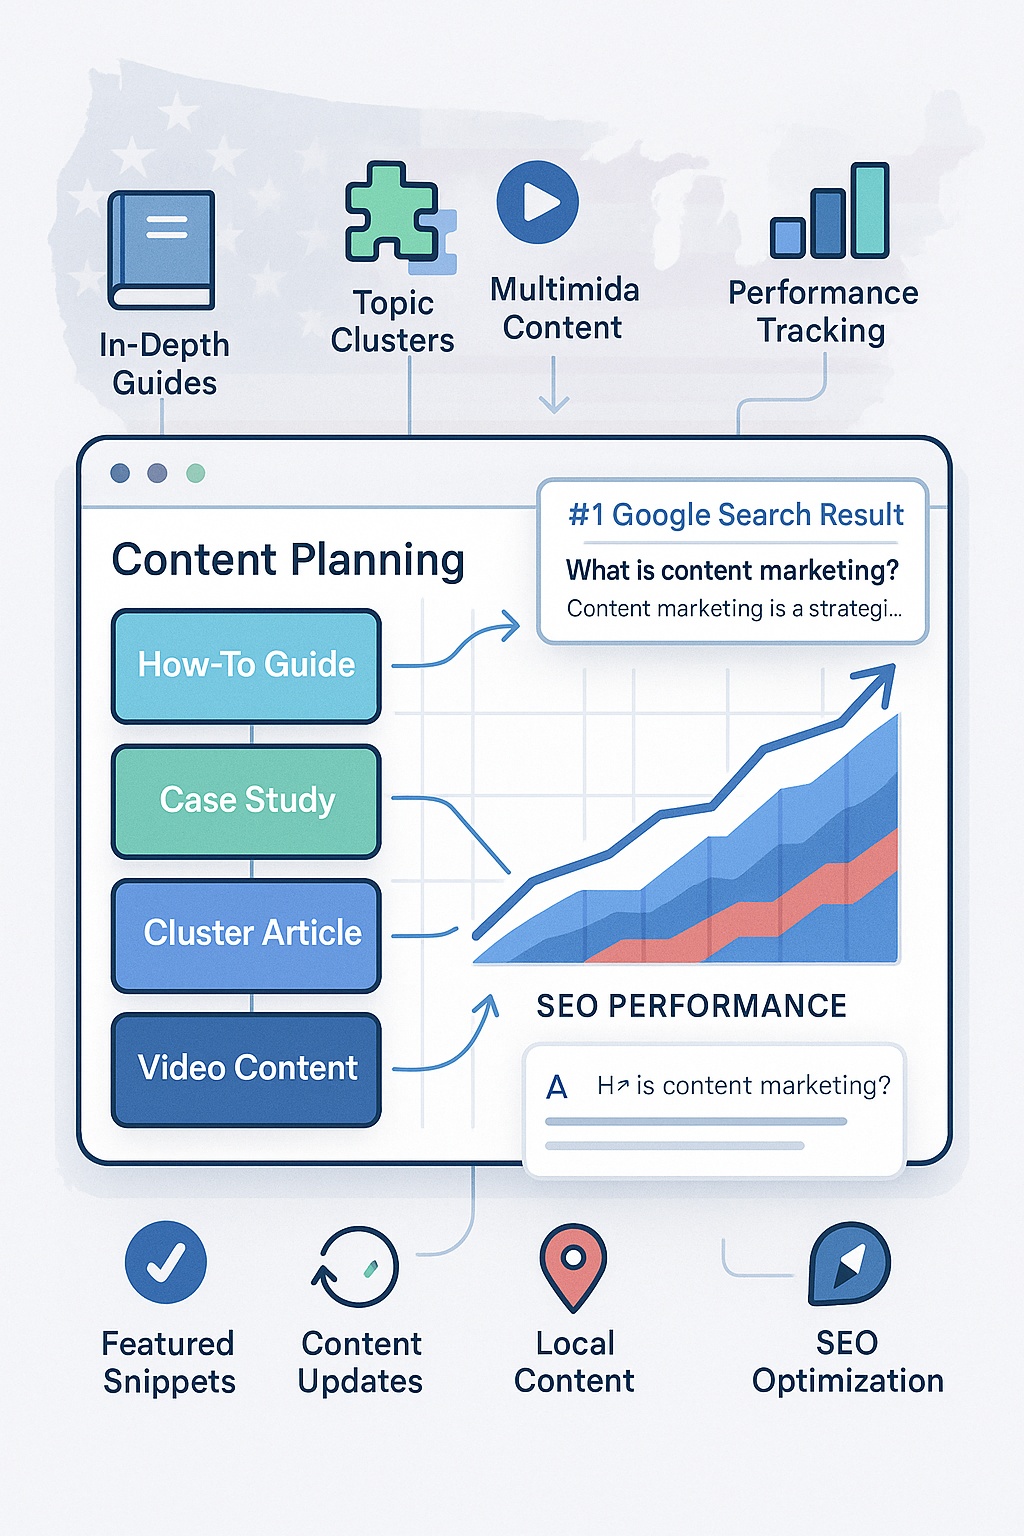 In-Depth
Guides
Topic
Clusters
Multimida
Content
Performance
Tracking
#1 Google Search Result
What is content marketing?
Content marketing is a strategi...
Content Planning
How-To Guide
Case Study
Cluster Article
Video Content
SEO PERFORMANCE
A H↗ is content marketing?
Featured
Snippets
Content
Updates
Local
Content
SEO
Optimization